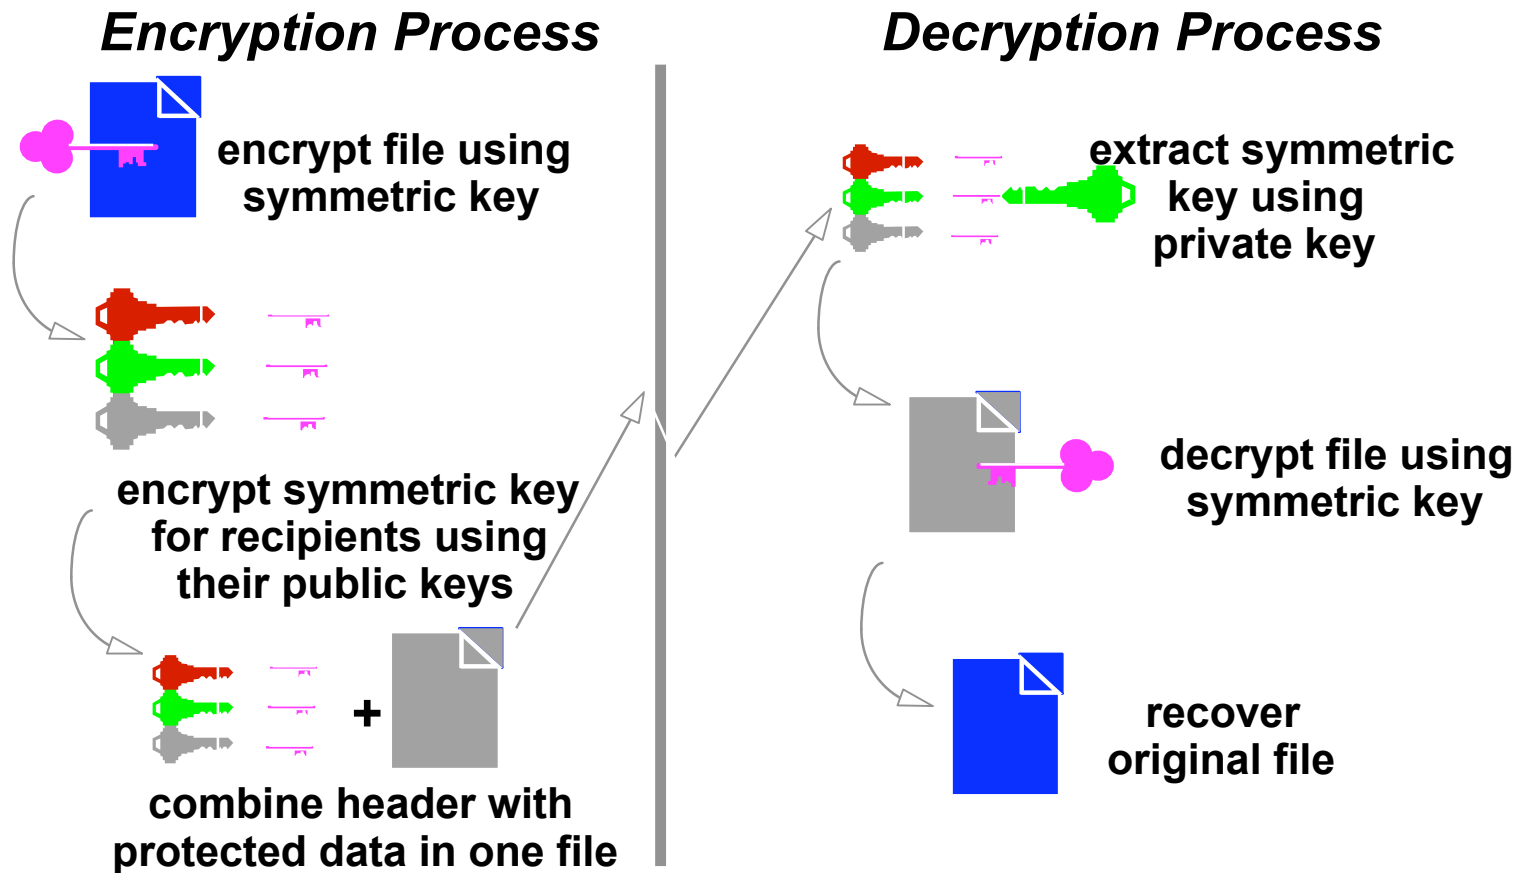 Encryption Process
encrypt file using
symmetric key
encrypt symmetric key
for recipients using
their public keys
+
combine header with
protected data in one file
Decryption Process
extract symmetric
key using
private key
decrypt file using
symmetric key
recover
original file